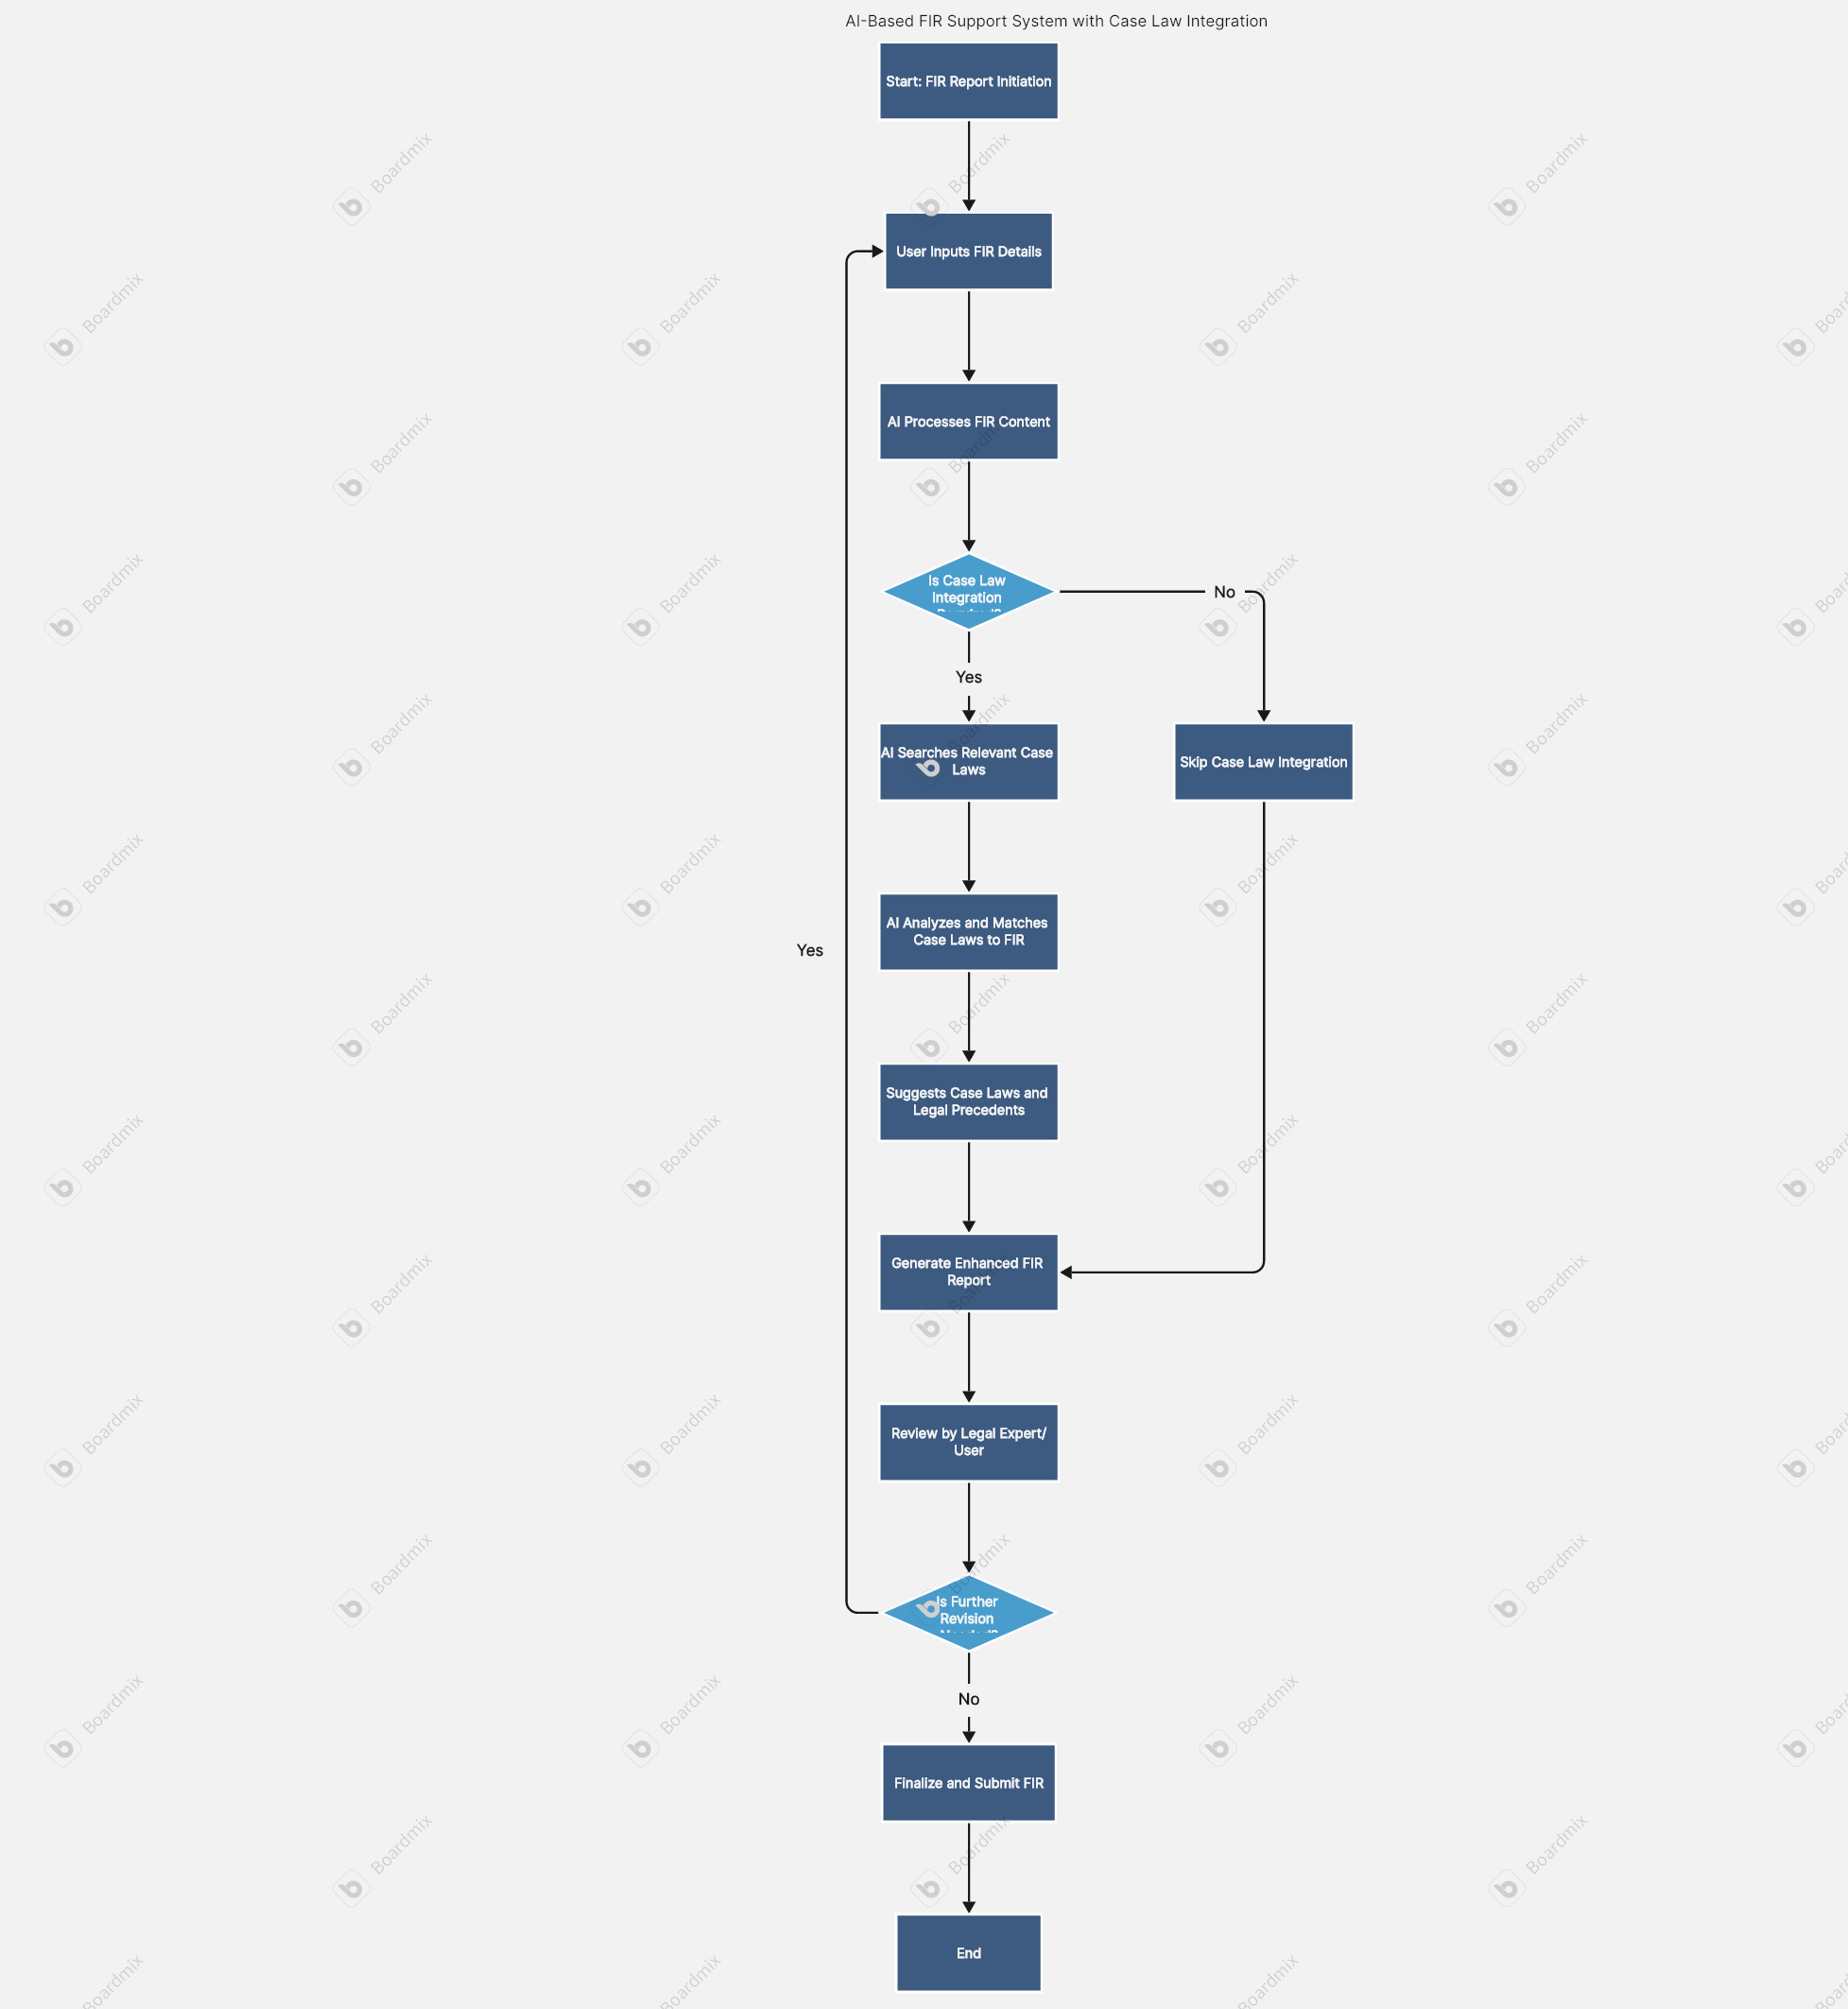 AI-Based FIR Support System with Case Law Integration
Start: FIR Report Initiation
User Inputs FIR Details
AI Processes FIR Content
Is Case Law
Integration
No
Yes
AI Searches Relevant Case
Laws
Skip Case Law Integration
AI Analyzes and Matches
Case Laws to FIR
Yes
Suggests Case Laws and
Legal Precedents
Generate Enhanced FIR
Report
Review by Legal Expert/
User
Is Further
Revision
No
Finalize and Submit FIR
End
Boardmix